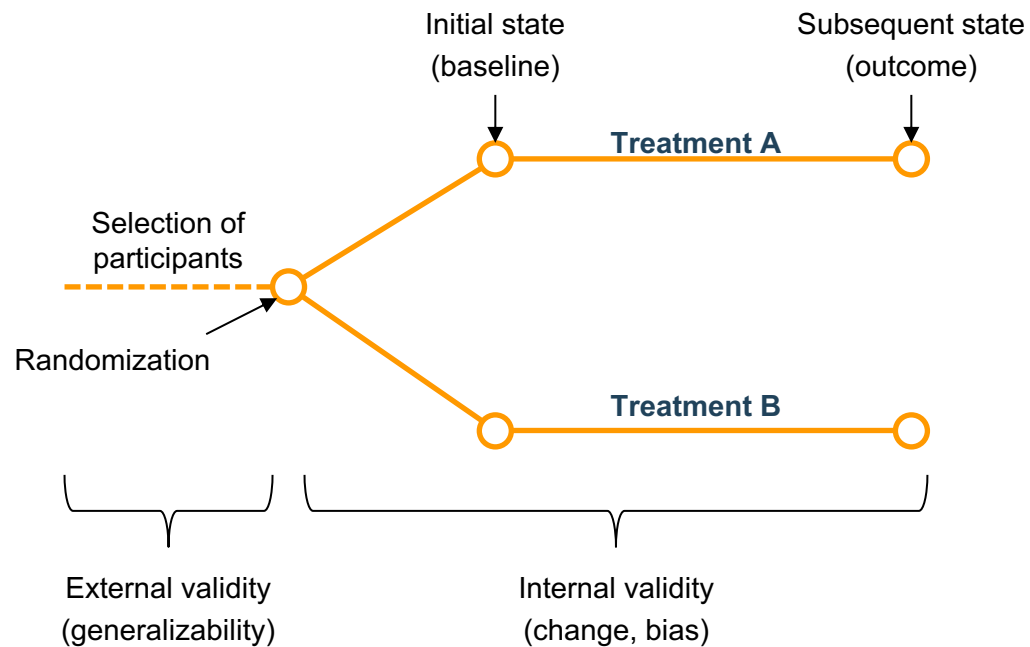 Initial state
(baseline)
Subsequent state
(outcome)
Treatment A
Selection of
participants
Randomization
Treatment B
External validity
(generalizability)
Internal validity
(change, bias)